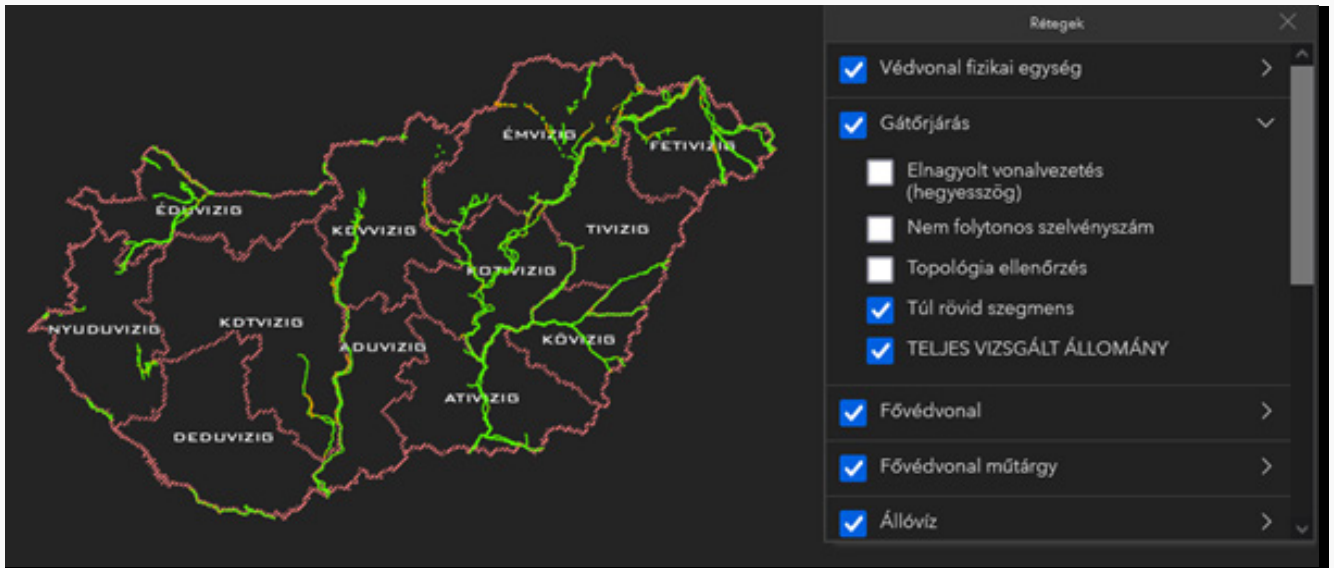 Rétegek
Védvonal fizikai egység
Gátőrjárás
Elnagyolt vonalvezetés
(hegyesszög)
Nem folytonos szelvényszám
Topológia ellenőrzés
Túl rövid szegmens
TELJES VIZSGÁLT ÁLLOMÁNY
Fővédvonal
Fővédvonal műtárgy
Állóvíz
ÉMVIZIG
FETIVIZIG
ÉDUVIZIG
KDVVIZIG
TIVIZIG
KÖTIVIZIG
NYUDUVIZIG
KDTVIZIG
ADUVIZIG
KÖVIZIG
ATIVIZIG
DEDUVIZIG